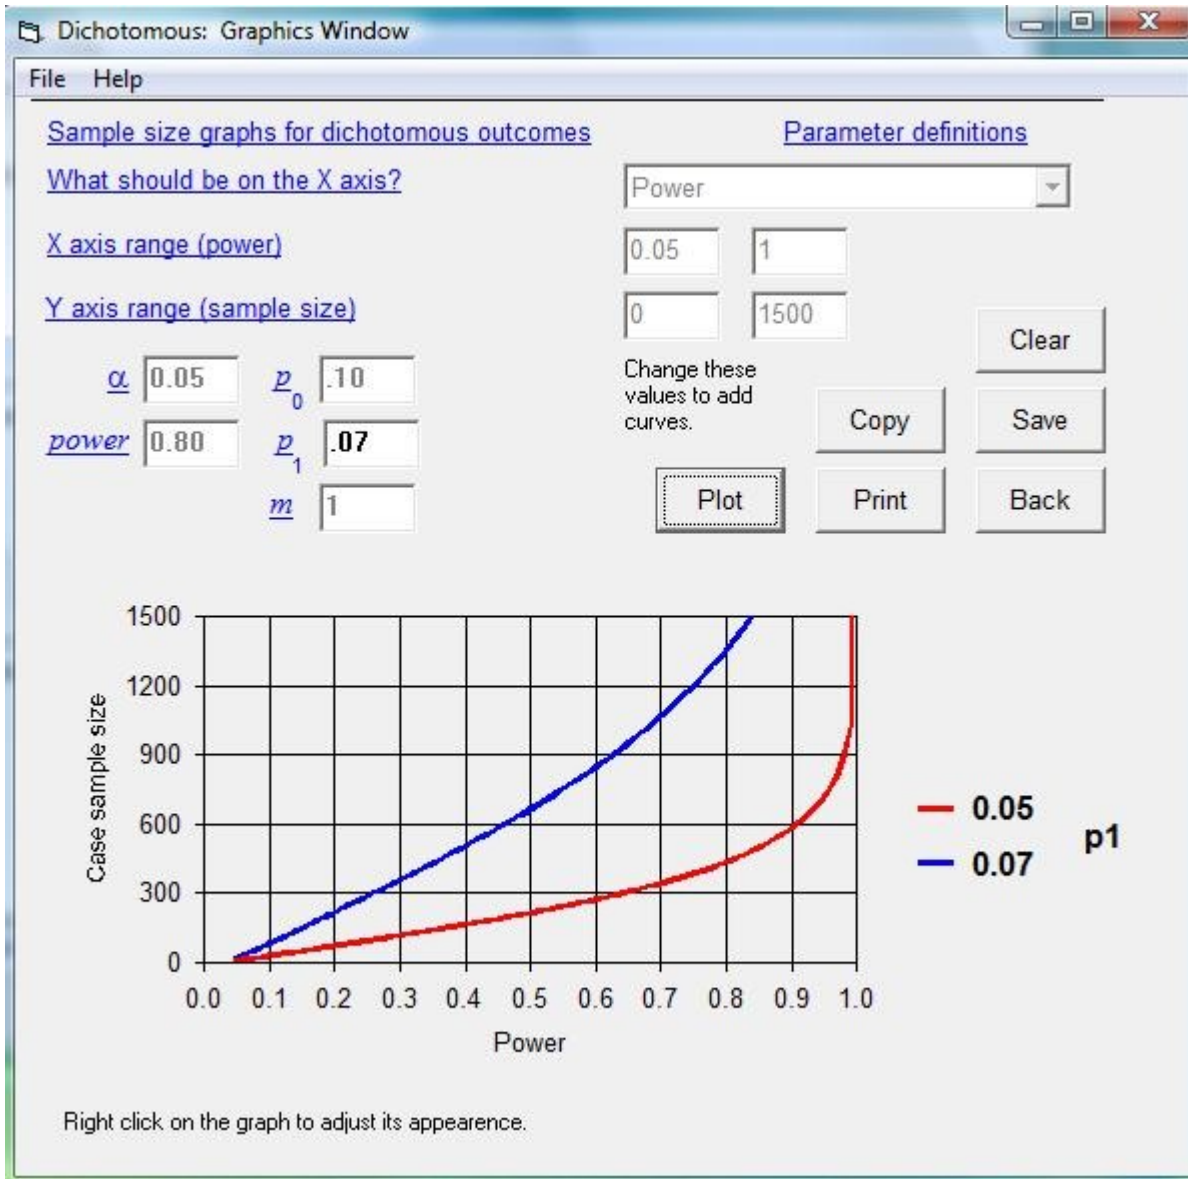 Dichotomous: Graphics Window
File Help
Sample size graphs for dichotomous outcomes
Parameter definitions
What should be on the X axis?
Power
X axis range (power)
0.05 1
Y axis range (sample size)
0 1500
α 0.05 p0 .10
power 0.80 p1 .07
m 1
Change these
values to add
curves.
Clear
Copy Save
Plot Print Back
1500
1200
900
600
300
0
Case sample size
0.0 0.1 0.2 0.3 0.4 0.5 0.6 0.7 0.8 0.9 1.0
Power
0.05
0.07
p1
Right click on the graph to adjust its appearence.